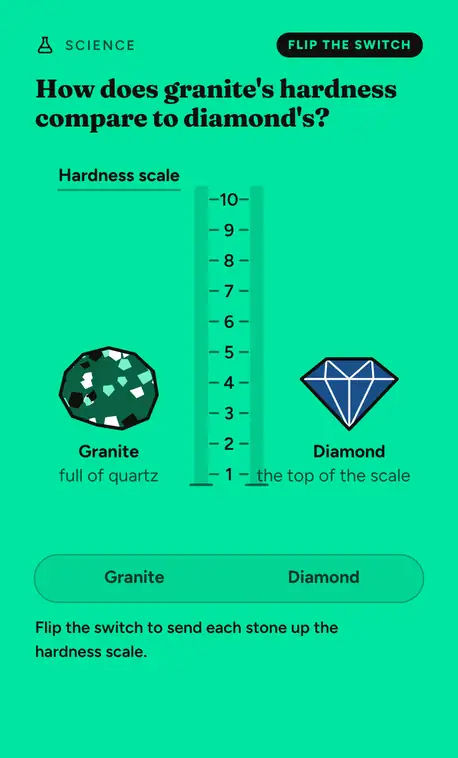 SCIENCE
FLIP THE SWITCH
How does granite's hardness
compare to diamond's?
Hardness scale
10
9
8
7
6
5
4
3
2
1
Granite
full of quartz
Diamond
the top of the scale
Granite
Diamond
Flip the switch to send each stone up the
hardness scale.